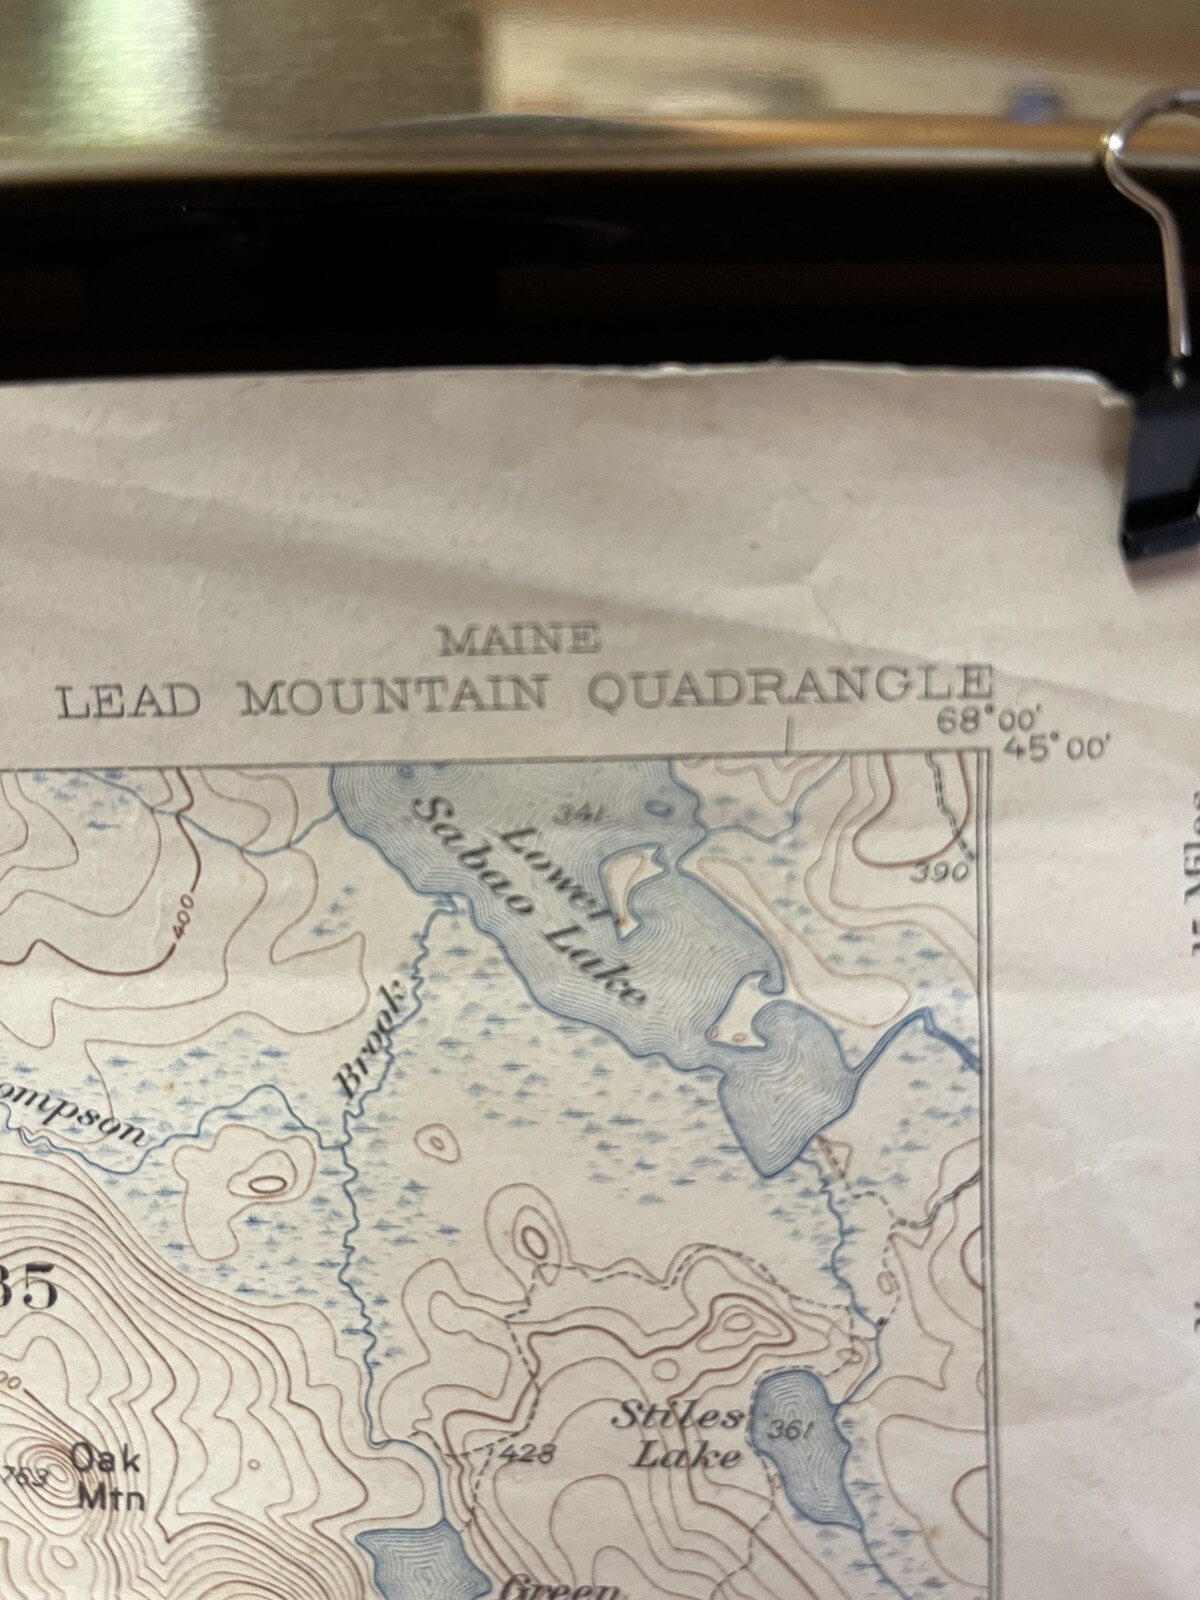 MAINE
LEAD MOUNTAIN QUADRANGLE
68°00'
45°00'
341
Lower
Sabao Lake
390
400
Brook
ompson
35
Stiles
Lake
361
428
Oak
Mtn
763
Green